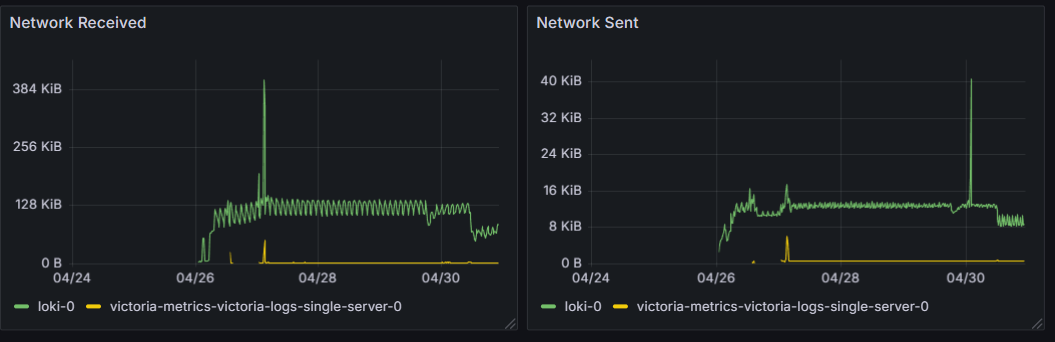 Network Received
384 KiB
256 KiB
128 KiB
0 B
04/24 04/26 04/28 04/30
loki-0 victoria-metrics-victoria-logs-single-server-0
Network Sent
40 KiB
32 KiB
24 KiB
16 KiB
8 KiB
0 B
04/24 04/26 04/28 04/30
loki-0 victoria-metrics-victoria-logs-single-server-0